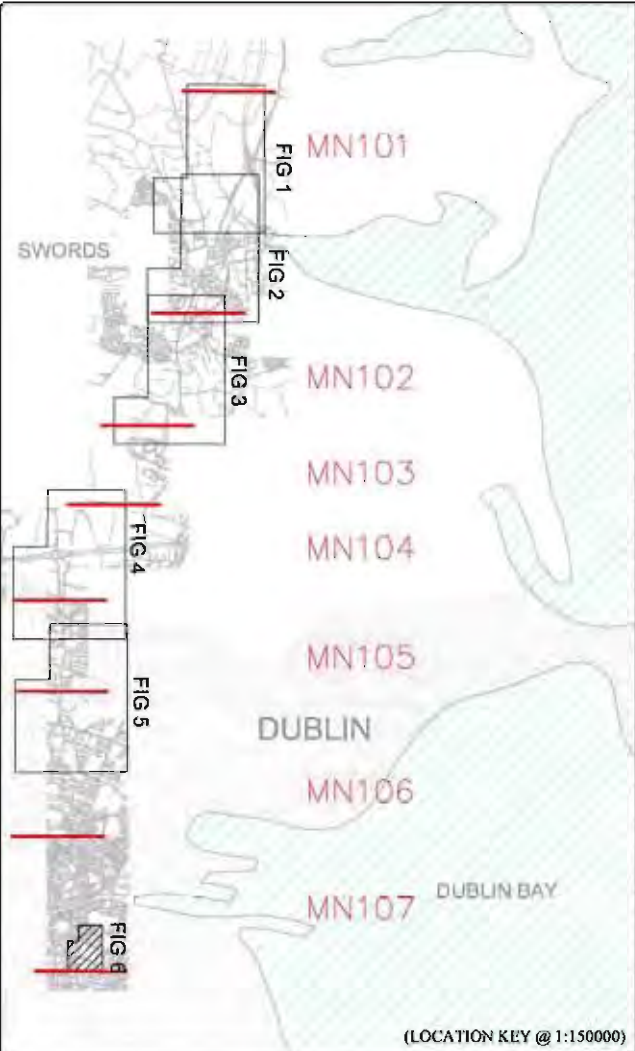 MN101
FIG 1
SWORDS
FIG 2
MN102
FIG 3
MN103
FIG 4
MN104
MN105
FIG 5
DUBLIN
MN106
MN107
DUBLIN BAY
FIG 6
(LOCATION KEY @ 1:150000)